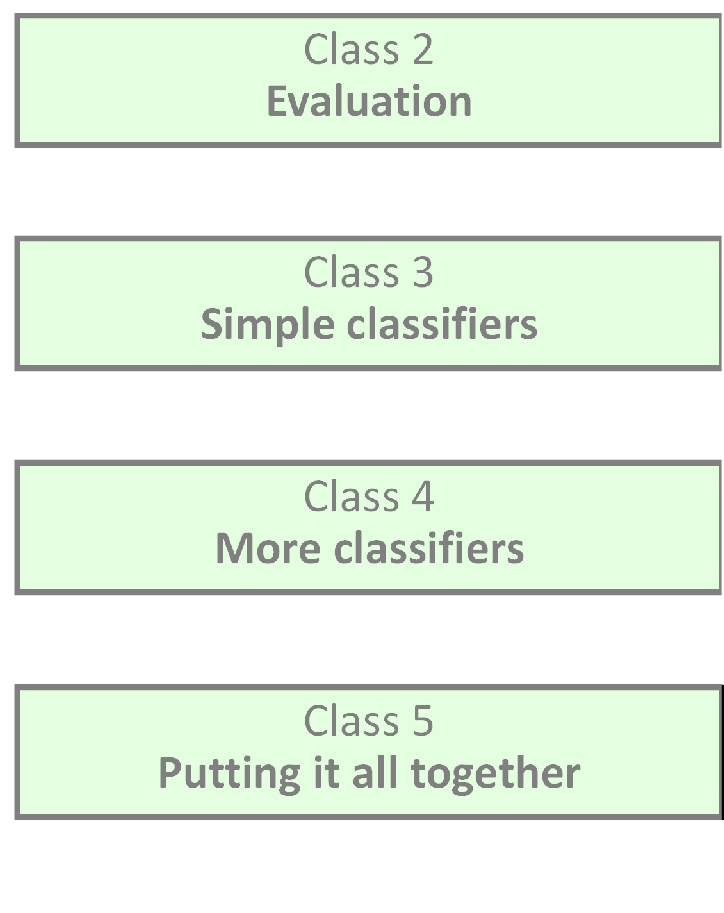 Class 2
Evaluation
Class 3
Simple classifiers
Class 4
More classifiers
Class 5
Putting it all together